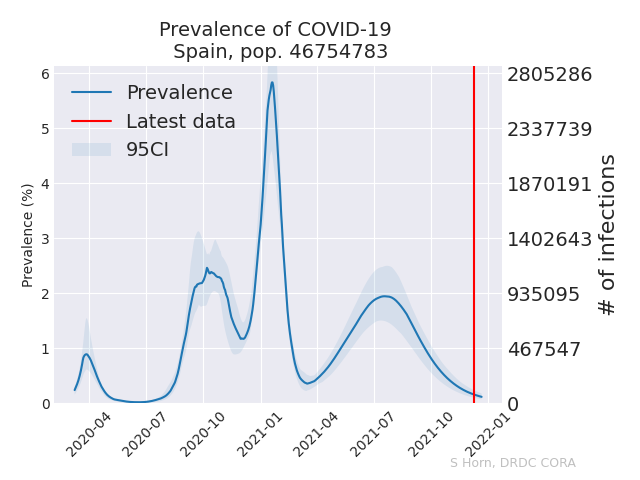 Prevalence of COVID-19
Spain, pop. 46754783
Prevalence
Latest data
95CI
Prevalence (%)
6
5
4
3
2
1
0
2805286
2337739
1870191
1402643
935095
467547
0
# of infections
2020-04
2020-07
2020-10
2021-01
2021-04
2021-07
2021-10
2022-01
S Horn, DRDC CORA